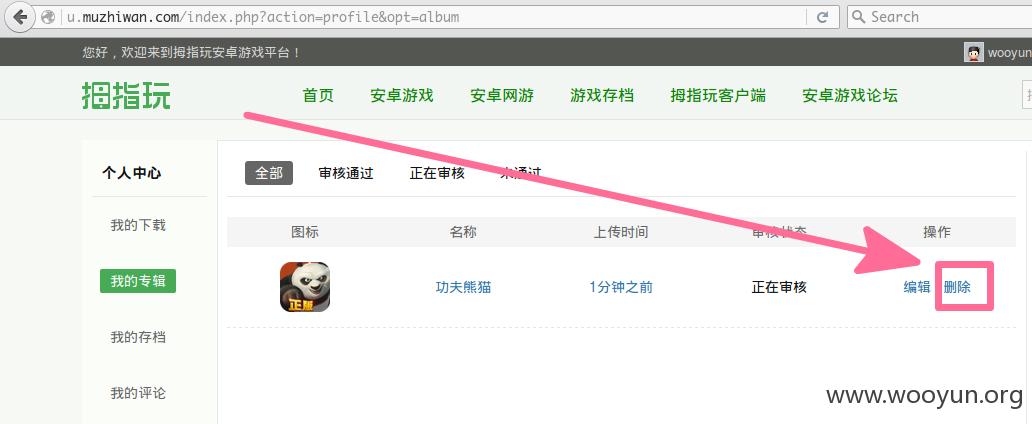 u.muzhiwan.com/index.php?action=profile&opt=album
Search
您好，欢迎来到拇指玩安卓游戏平台！
wooyun
拇指玩
首页 安卓游戏 安卓网游 游戏存档 拇指玩客户端 安卓游戏论坛
个人中心
全部 审核通过 正在审核 未通过
我的下载
图标 名称 上传时间 审核状态 操作
我的专辑
正版
功夫熊猫 1分钟之前 正在审核 编辑 删除
我的存档
我的评论
www.wooyun.org